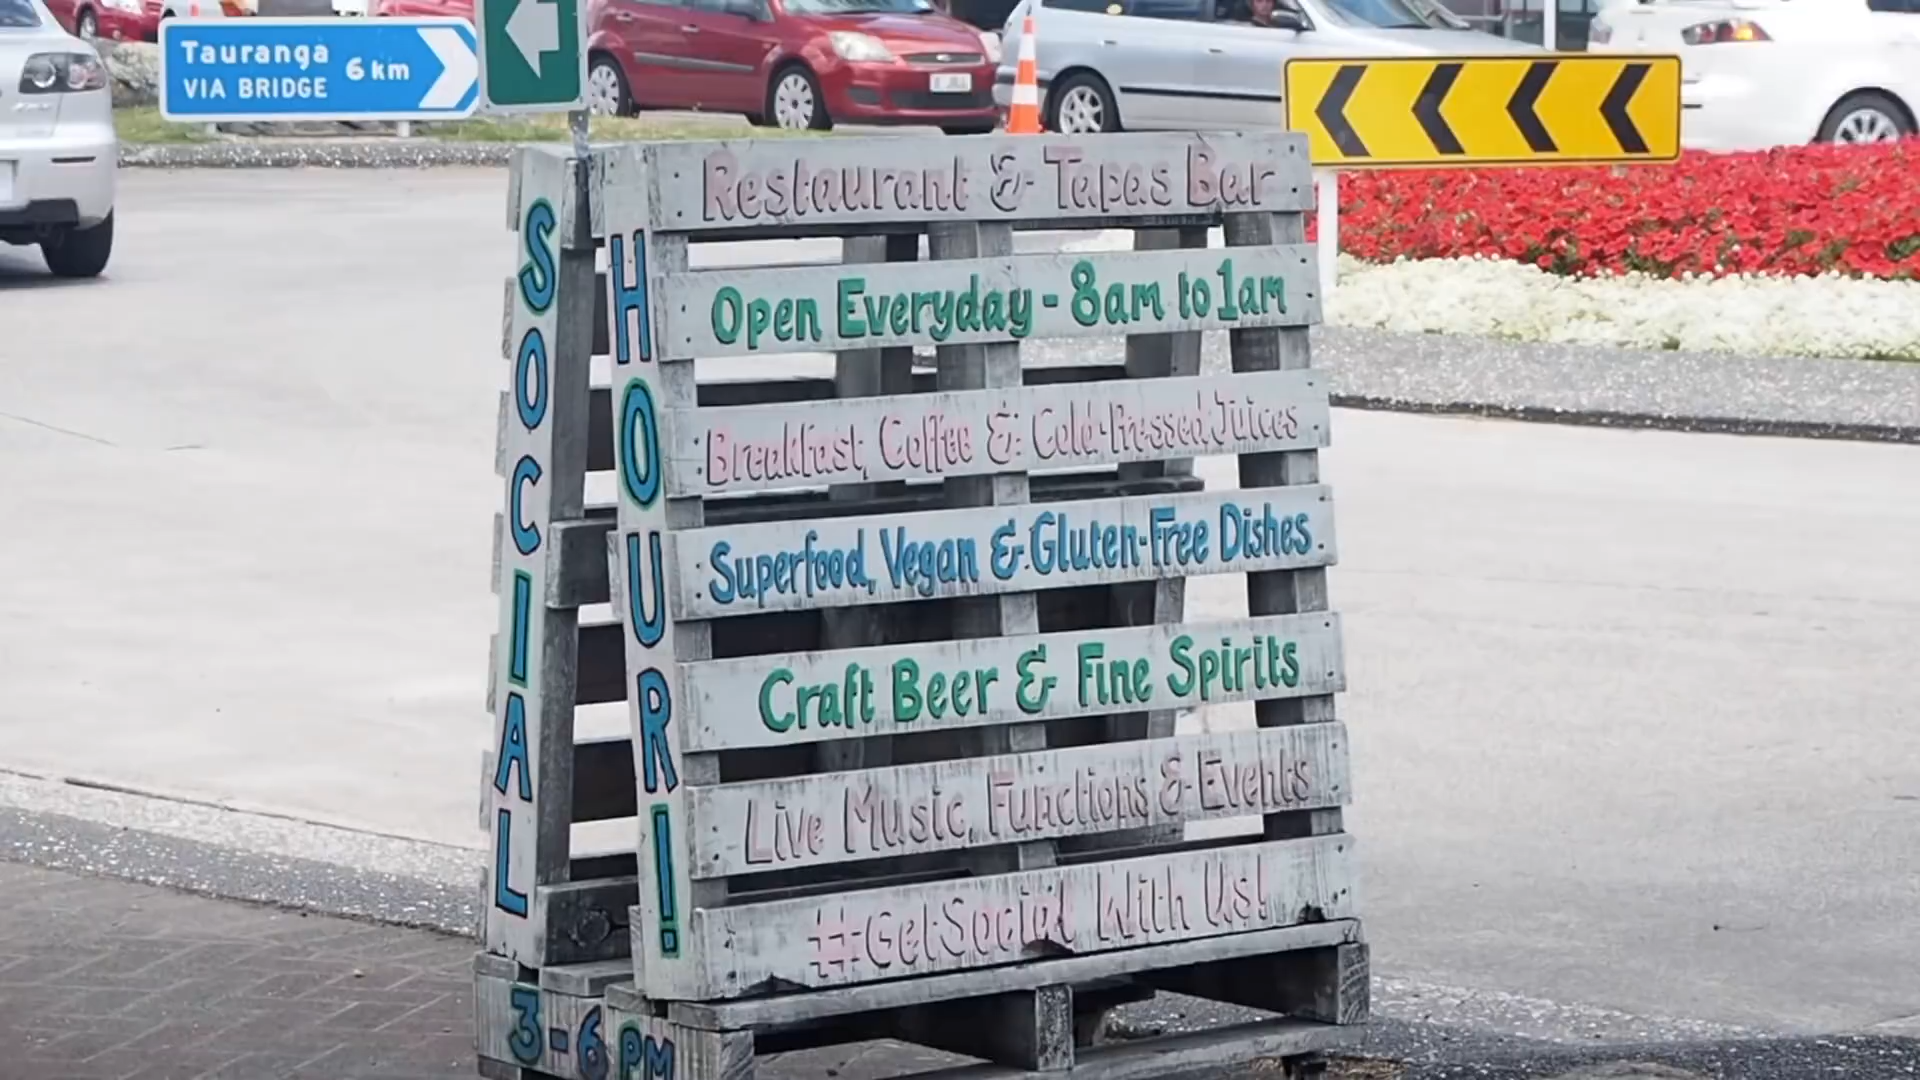 Tauranga
VIA BRIDGE
6 km
Restaurant & Tapas Bar
Open Everyday - 8am to 1am
Breakfast, Coffee & Cold-Pressed Juices
Superfood, Vegan & Gluten-Free Dishes
Craft Beer & Fine Spirits
Live Music, Functions & Events
#GetSocial With Us!
SOCIAL
HOUR!
3-6 PM